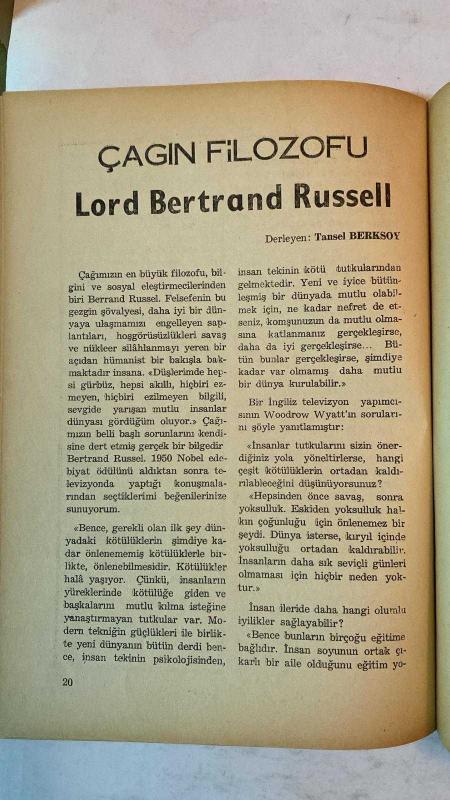 ÇAGIN FİLOZOFU
Lord Bertrand Russell
Derleyen: Tansel BERKSOY
Çağımızın en büyük filozofu, bil-
gini ve sosyal eleştirmecilerinden
biri Berrand Russel. Felsefenin bu
gezgin şövalyesi, daha iyi bir dün-
yaya ulaşmamızı engelleyen sap-
lantıları, hoşgörüsüzlükleri savaş
ve nükleer silâhlanmayı yeren bir
açıdan hümanist bir bakışla bak-
maktadır insana. «Düşlerimde hep-
si gürbüz, hepsi akıllı, hiçbiri ez-
meyen, hiçbiri ezilmeyen bilgili,
sevgide yarışan mutlu insanlar
dünyası gördüğüm oluyor.» Çağı-
mızın belli başlı sorunlarını kendi-
sine dert etmiş gerçek bir bilgedir
Bertrand Russel. 1950 Nobel ede-
biyat ödülünü aldıktan sonra te-
levizyonda yaptığı konuşmala-
rından seçtiklerimi beğenilerinize
sunuyorum.
«Bence, gerekli olan ilk şey dün-
yadaki kötülüklerin şimdiye ka-
dar önlenememiş kötülüklerle bir-
likte, önlenebilmesidir. Kötülükler
halâ yaşıyor. Çünkü, insanların
yüreklerinde kötülüğe giden ve
başkalarını mutlu kılma isteğine
yanaştırmayan tutkular var. Mo-
dern tekniğin güçlükleri ile birlik-
te yeni dünyanın bütün derdi ben-
ce, insan tekinin psikolojisinden,
insan tekinin kötü tutkularından
gelmektedir. Yeni ve iyice bütün-
leşmiş bir dünyada mutlu olabil-
mek için, ne kadar nefret de et-
seniz, komşunuzun da mutlu olma-
sına katlanmanız gerçekleşirse,
daha da iyi gerçekleşirse... Bü-
tün bunlar gerçekleşirse, şimdiye
kadar var olmamış daha mutlu
bir dünya kurulabilir.»
Bir İngiliz televizyon yapımcı-
sının Woodrow Wyatt'ın soruları-
nı şöyle yanıtlamıştır:
«İnsanlar tutkularını sizin öner-
diğiniz yola yöneltirlerse, hangi
çeşit kötülüklerin ortadan kaldı-
rılabileceğini düşünüyorsunuz?
«Hepsinden önce savaş, sonra
yoksulluk. Eskiden yoksulluk hal-
kın çoğunluğu için önlenemez bir
şeydi. Dünya isterse, kıryıl içinde
yoksulluğu ortadan kaldırabilir.
İnsanların daha sık seviçli günleri
olmaması için hiçbir neden yok-
tur.»
İnsan ileride daha hangi olumlu
iyilikler sağlayabilir?
«Bence bunların birçoğu eğitime
bağlıdır. İnsan soyunun ortak çı-
karlı bir aile olduğunu eğitim yo-
20